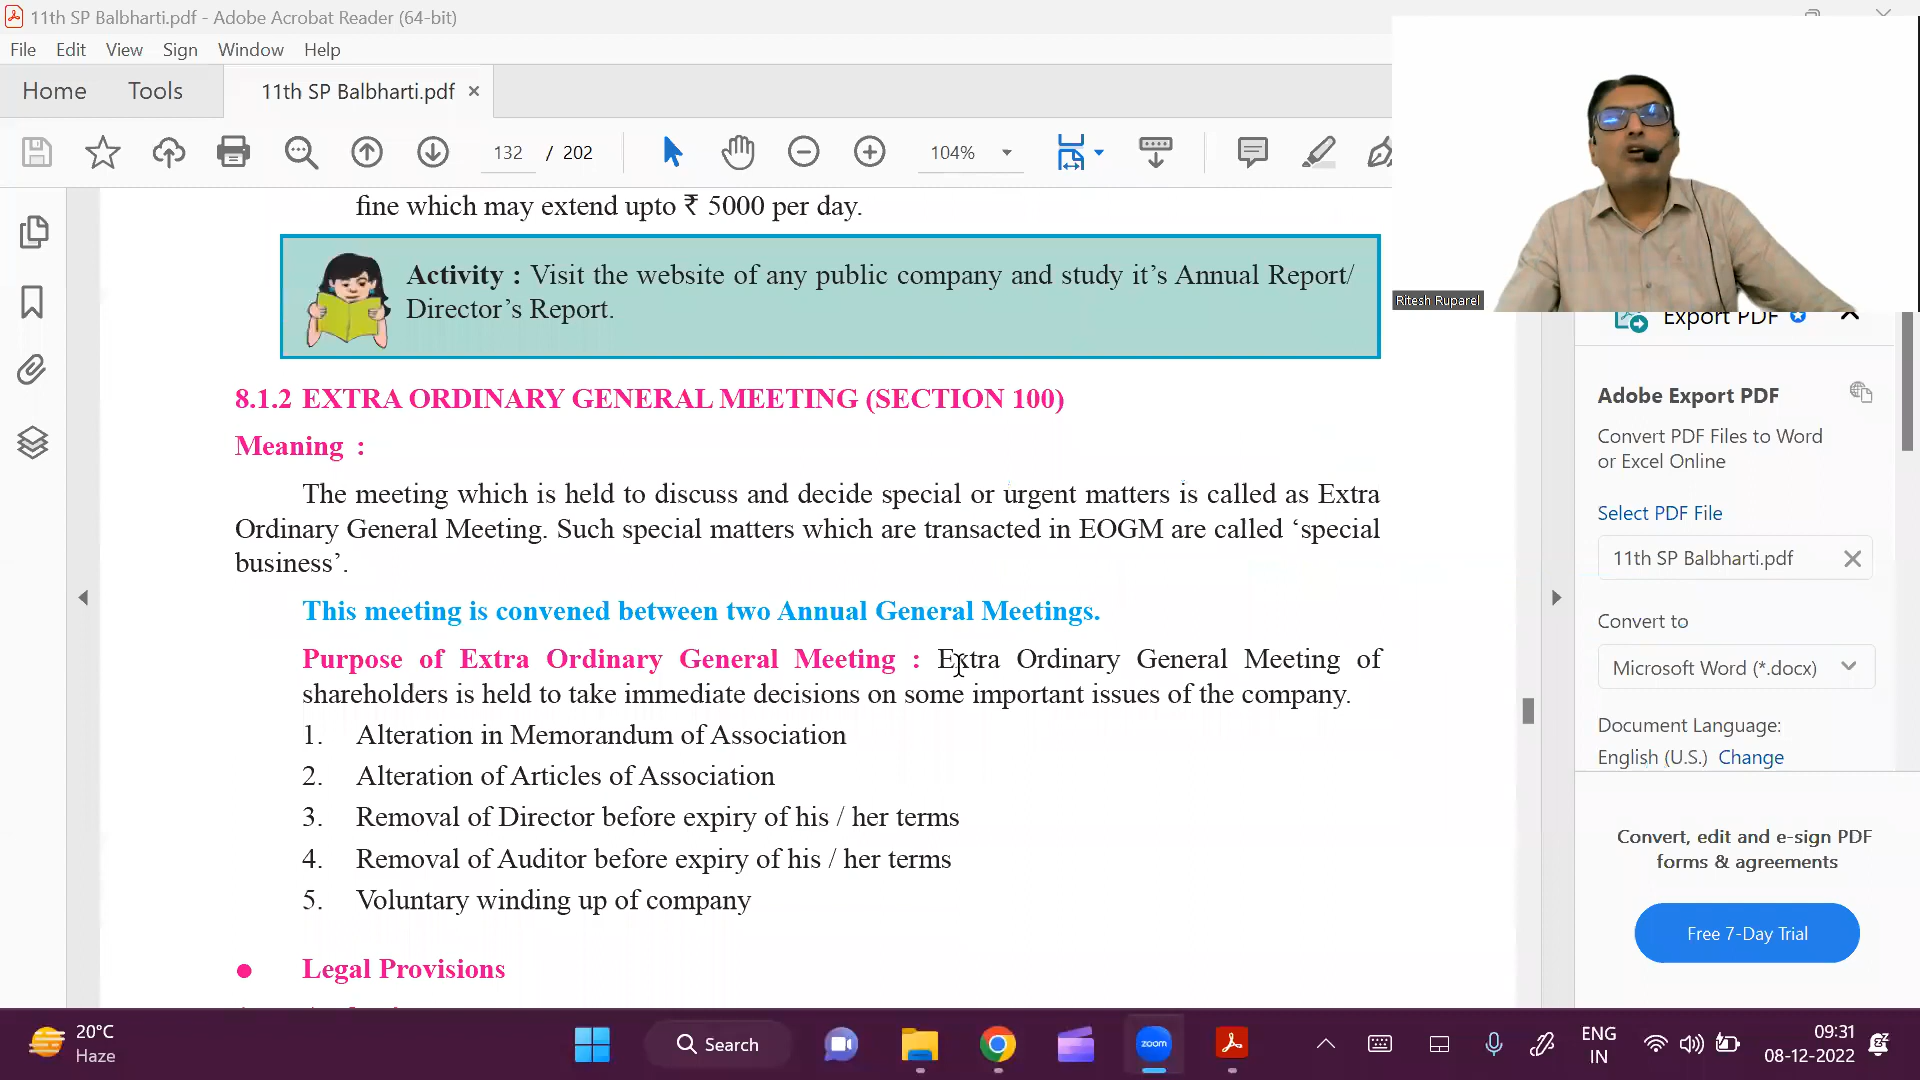 11th SP Balbharti.pdf - Adobe Acrobat Reader (64-bit)
File Edit View Sign Window Help
Home Tools 11th SP Balbharti.pdf ×
132 / 202 104%
fine which may extend upto ₹ 5000 per day.
Activity : Visit the website of any public company and study it’s Annual Report/
Director’s Report.
8.1.2 EXTRA ORDINARY GENERAL MEETING (SECTION 100)
Meaning :
The meeting which is held to discuss and decide special or urgent matters is called as Extra
Ordinary General Meeting. Such special matters which are transacted in EOGM are called ‘special
business’.
This meeting is convened between two Annual General Meetings.
Purpose of Extra Ordinary General Meeting : Extra Ordinary General Meeting of
shareholders is held to take immediate decisions on some important issues of the company.
1. Alteration in Memorandum of Association
2. Alteration of Articles of Association
3. Removal of Director before expiry of his / her terms
4. Removal of Auditor before expiry of his / her terms
5. Voluntary winding up of company
● Legal Provisions
Ritesh Ruparel
Export PDF
Adobe Export PDF
Convert PDF Files to Word
or Excel Online
Select PDF File
11th SP Balbharti.pdf
Convert to
Microsoft Word (*.docx)
Document Language:
English (U.S.) Change
Convert, edit and e-sign PDF
forms & agreements
Free 7-Day Trial
20°C
Haze
Search
zoom
ENG
IN
09:31
08-12-2022